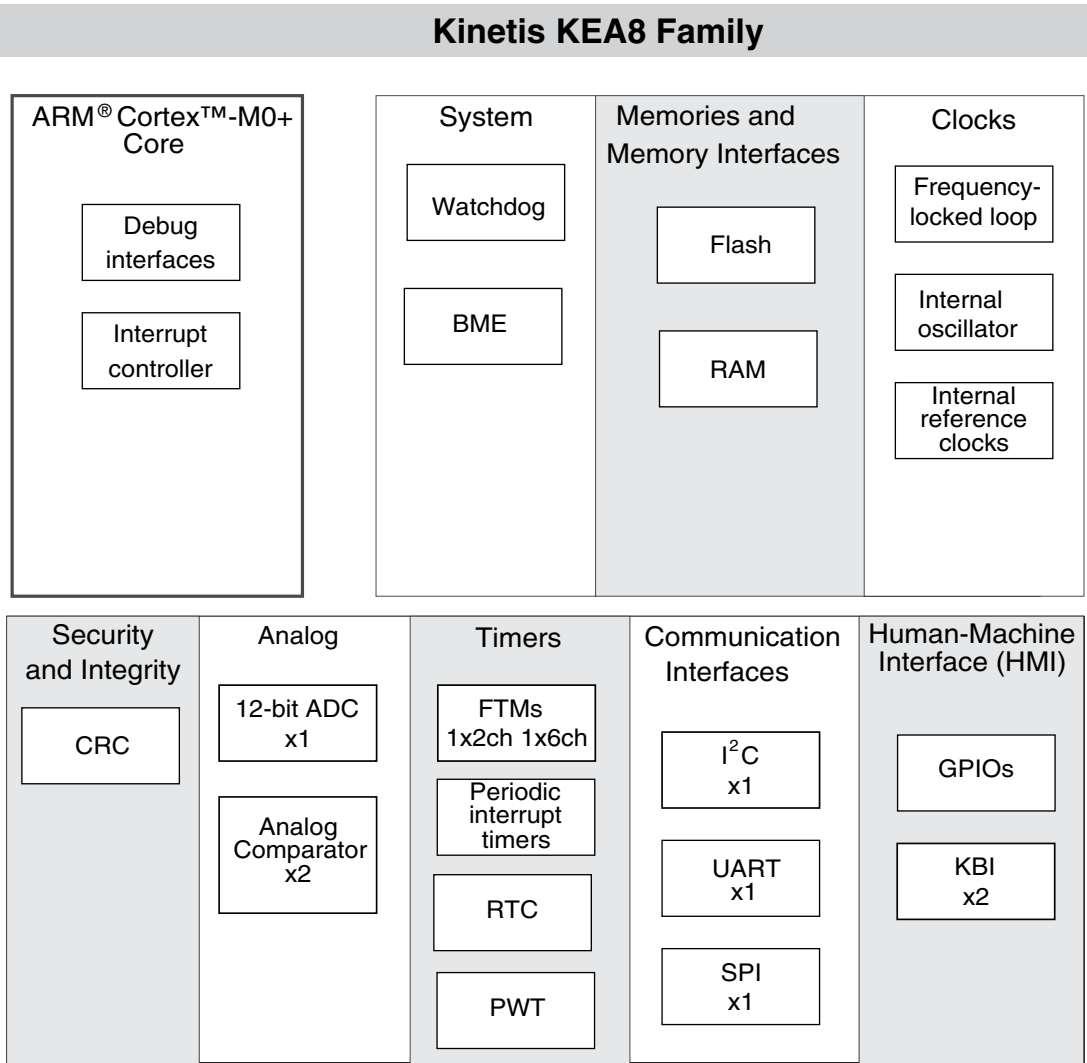 Kinetis KEA8 Family
ARM® Cortex™-M0+
Core
Debug
interfaces
Interrupt
controller
System
Watchdog
BME
Memories and
Memory Interfaces
Flash
RAM
Clocks
Frequency-
locked loop
Internal
oscillator
Internal
reference
clocks
Security
and Integrity
CRC
Analog
12-bit ADC
x1
Analog
Comparator
x2
Timers
FTMs
1x2ch 1x6ch
Periodic
interrupt
timers
RTC
PWT
Communication
Interfaces
I²C
x1
UART
x1
SPI
x1
Human-Machine
Interface (HMI)
GPIOs
KBI
x2